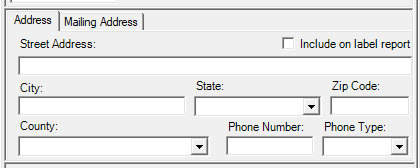 Address Mailing Address
Street Address: Include on label report
City: State: Zip Code:
County: Phone Number: Phone Type: